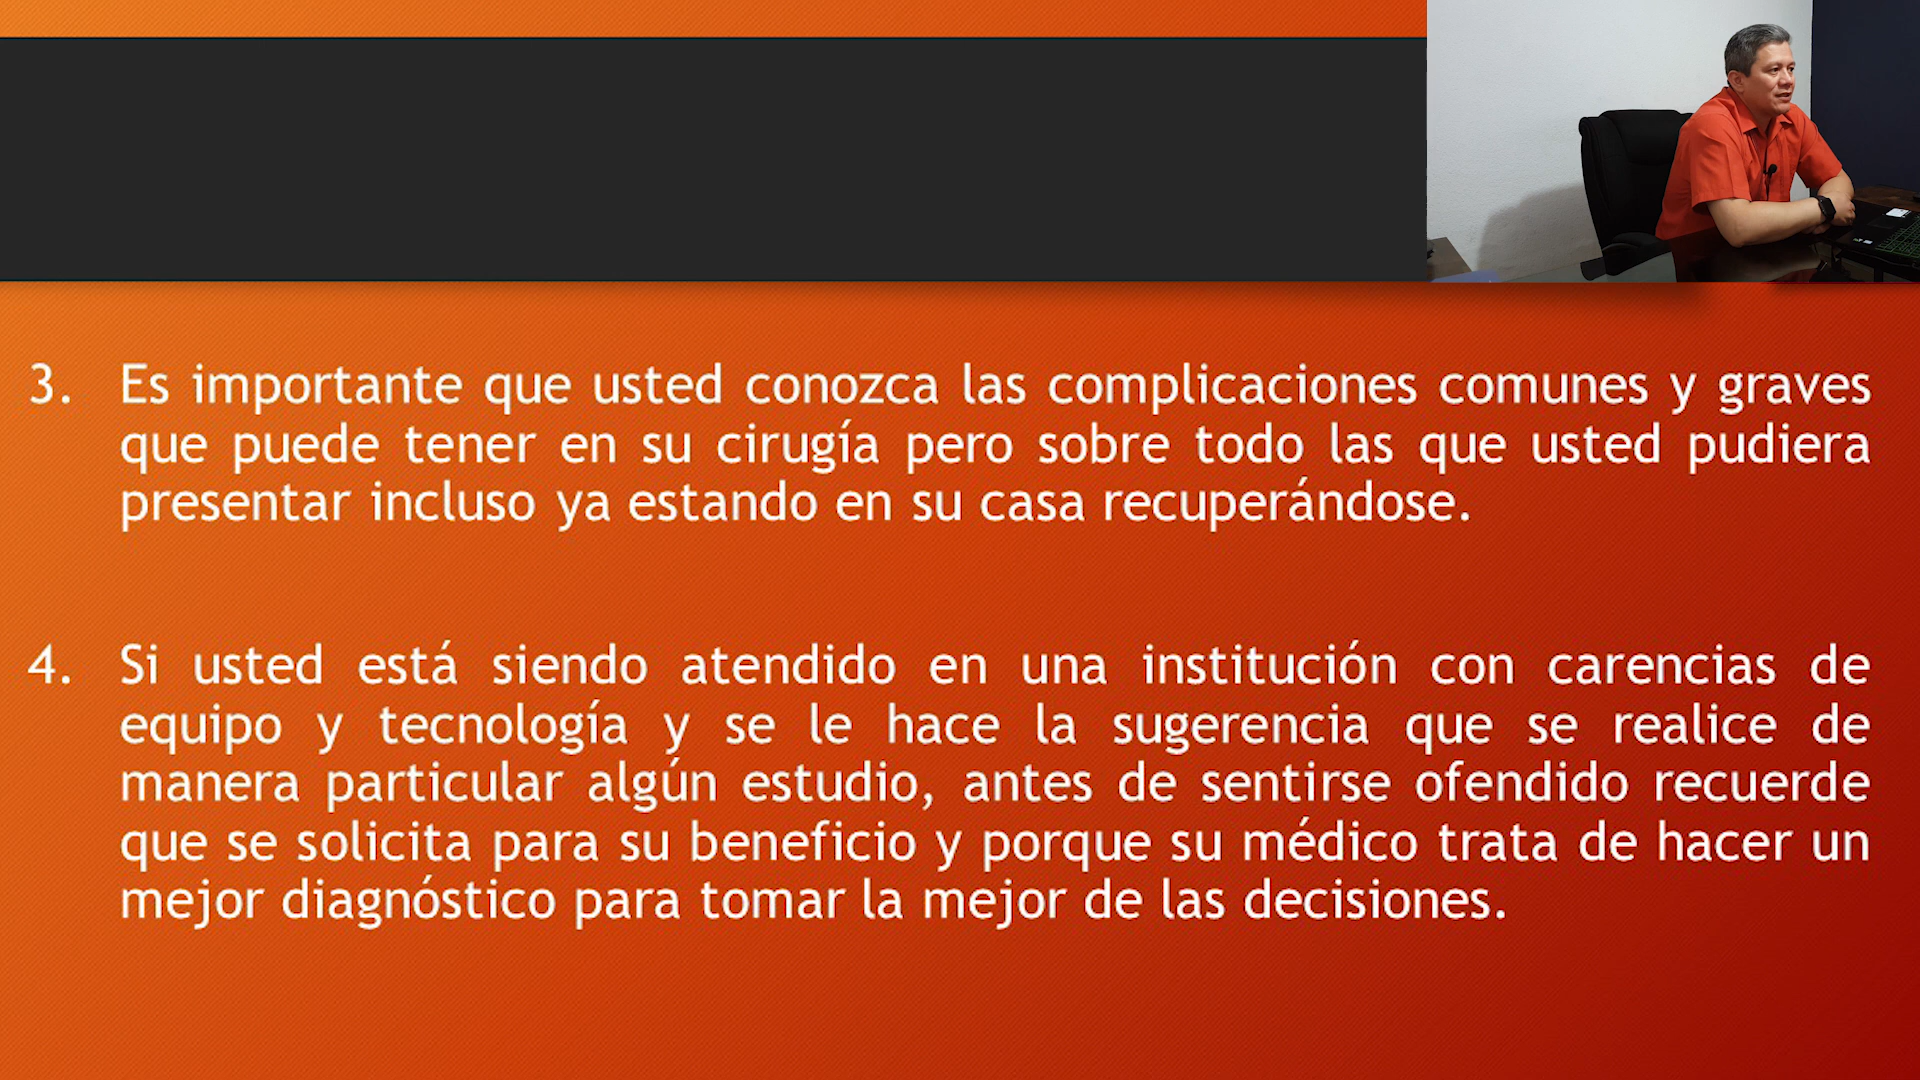 3. Es importante que usted conozca las complicaciones comunes y graves
que puede tener en su cirugía pero sobre todo las que usted pudiera
presentar incluso ya estando en su casa recuperándose.
4. Si usted está siendo atendido en una institución con carencias de
equipo y tecnología y se le hace la sugerencia que se realice de
manera particular algún estudio, antes de sentirse ofendido recuerde
que se solicita para su beneficio y porque su médico trata de hacer un
mejor diagnóstico para tomar la mejor de las decisiones.